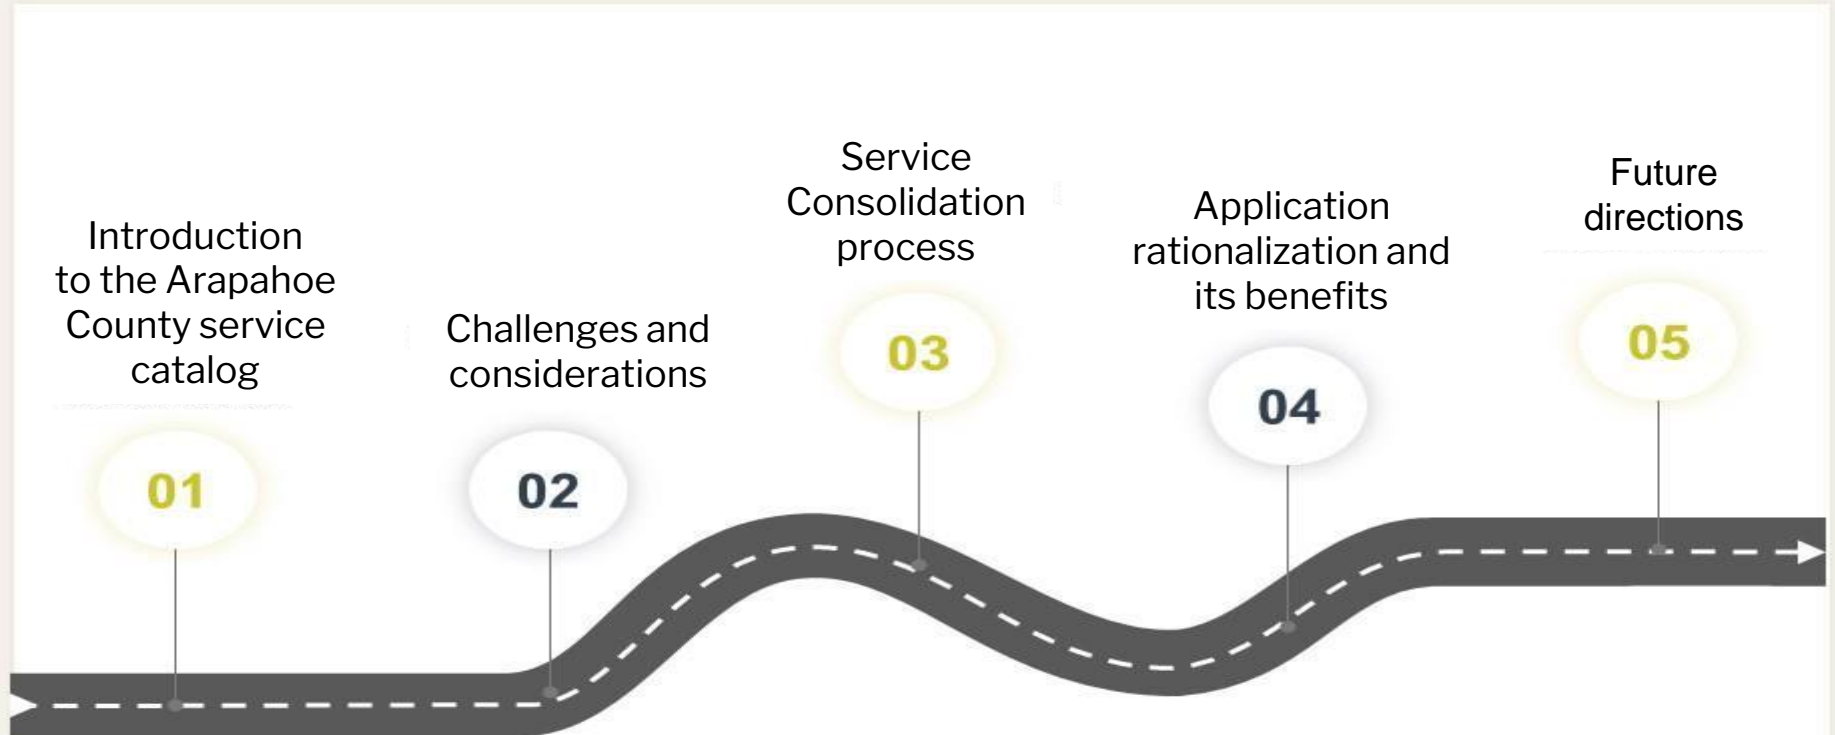 Introduction
to the Arapahoe
County service
catalog
01
Challenges and
considerations
02
Service
Consolidation
process
03
Application
rationalization and
its benefits
04
Future
directions
05